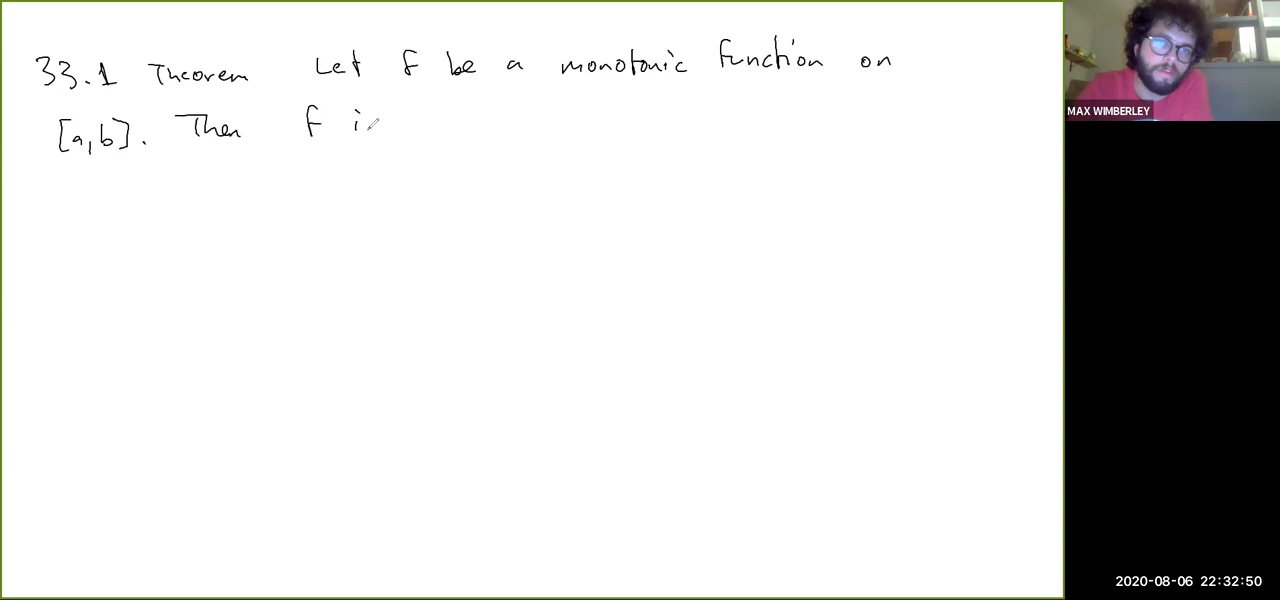 33.1 Theorem Let f be a monotonic function on
[a,b]. Then f i
MAX WIMBERLEY
2020-08-06 22:32:50